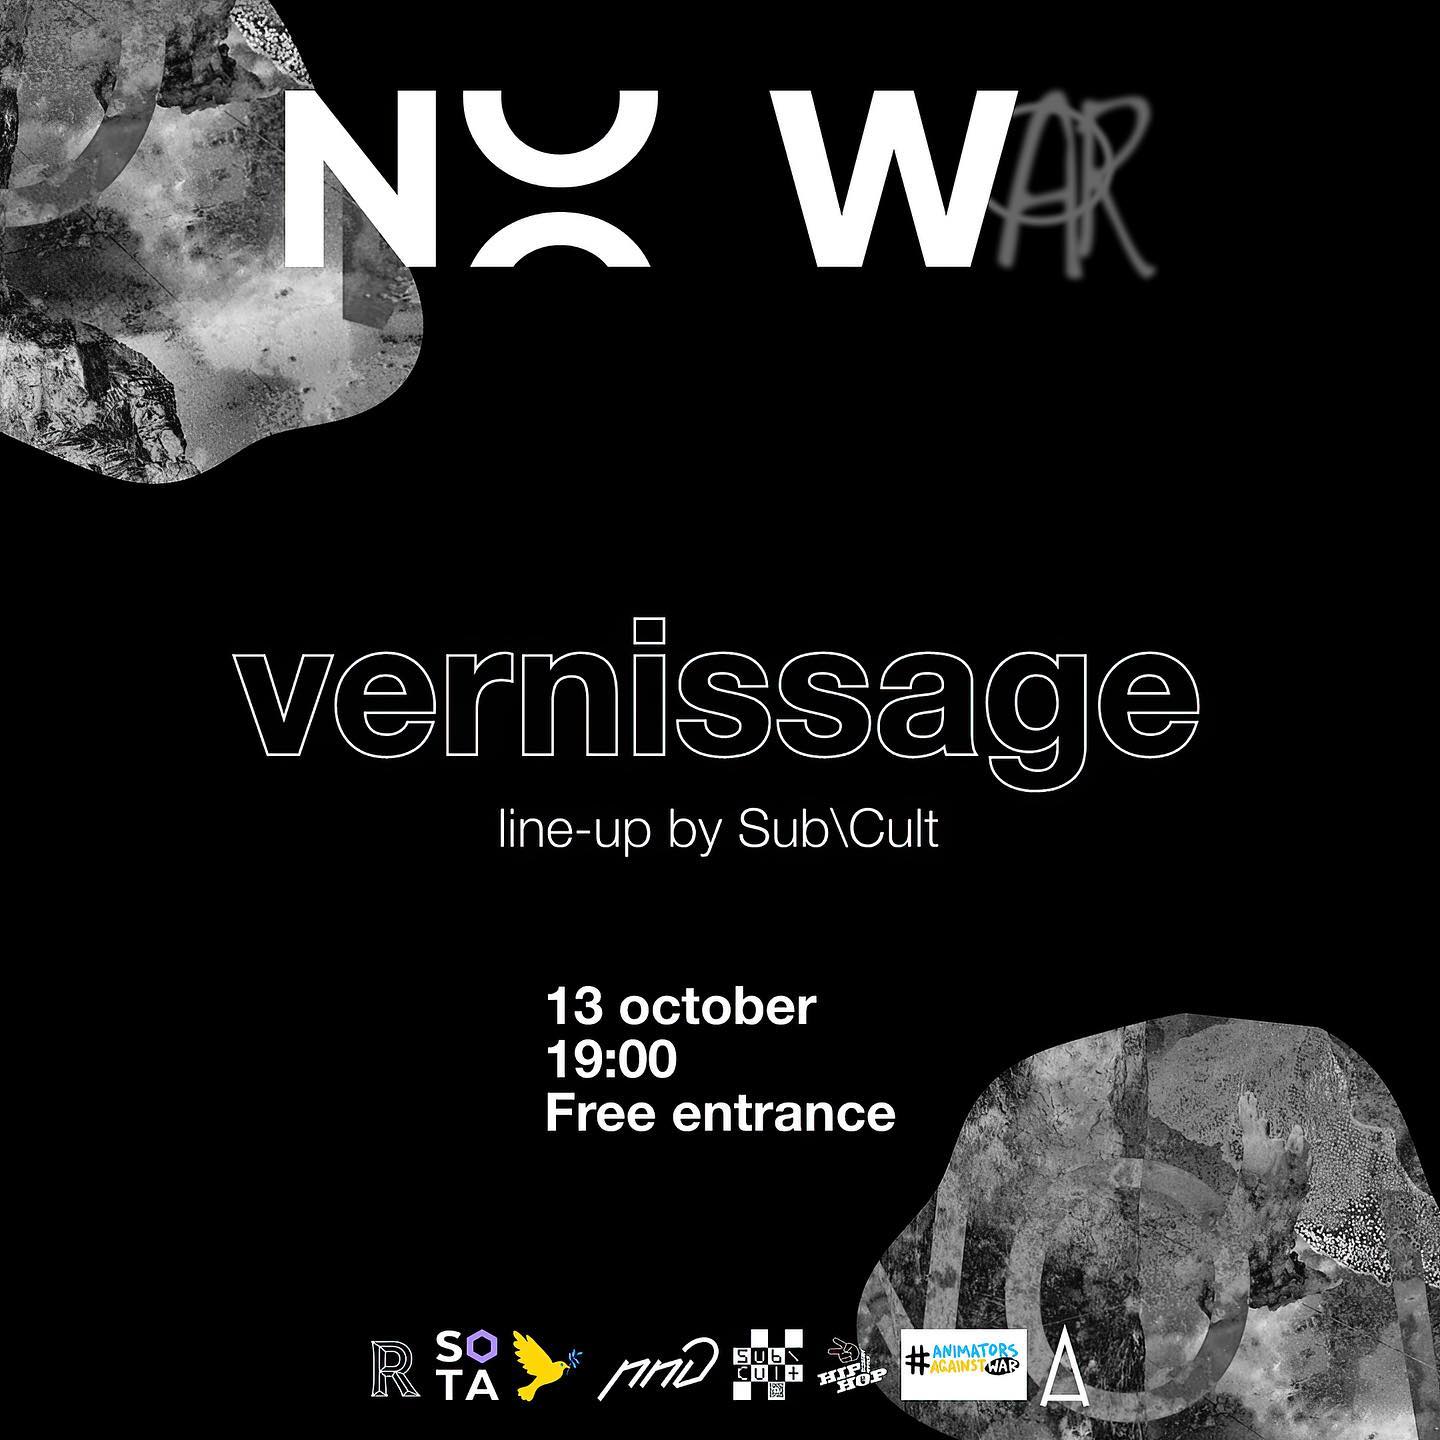 NO WAR
vernissage
line-up by Sub\Cult
13 october
19:00
Free entrance
R
SO
TA
Sub\
Cult
HIP
HOP
#ANIMATORS
AGAINST WAR